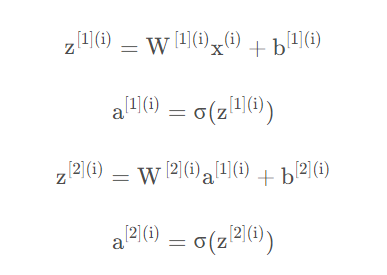 z^{[1](i)} = W^{[1](i)}x^{(i)} + b^{[1](i)}
a^{[1](i)} = σ(z^{[1](i)})
z^{[2](i)} = W^{[2](i)}a^{[1](i)} + b^{[2](i)}
a^{[2](i)} = σ(z^{[2](i)})